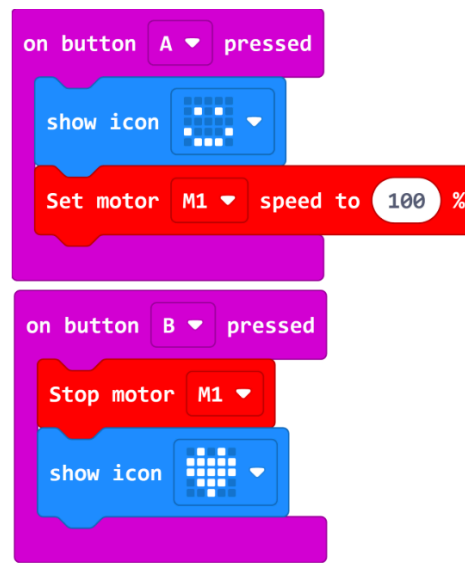 on button A pressed
show icon
Set motor M1 speed to 100 %
on button B pressed
Stop motor M1
show icon